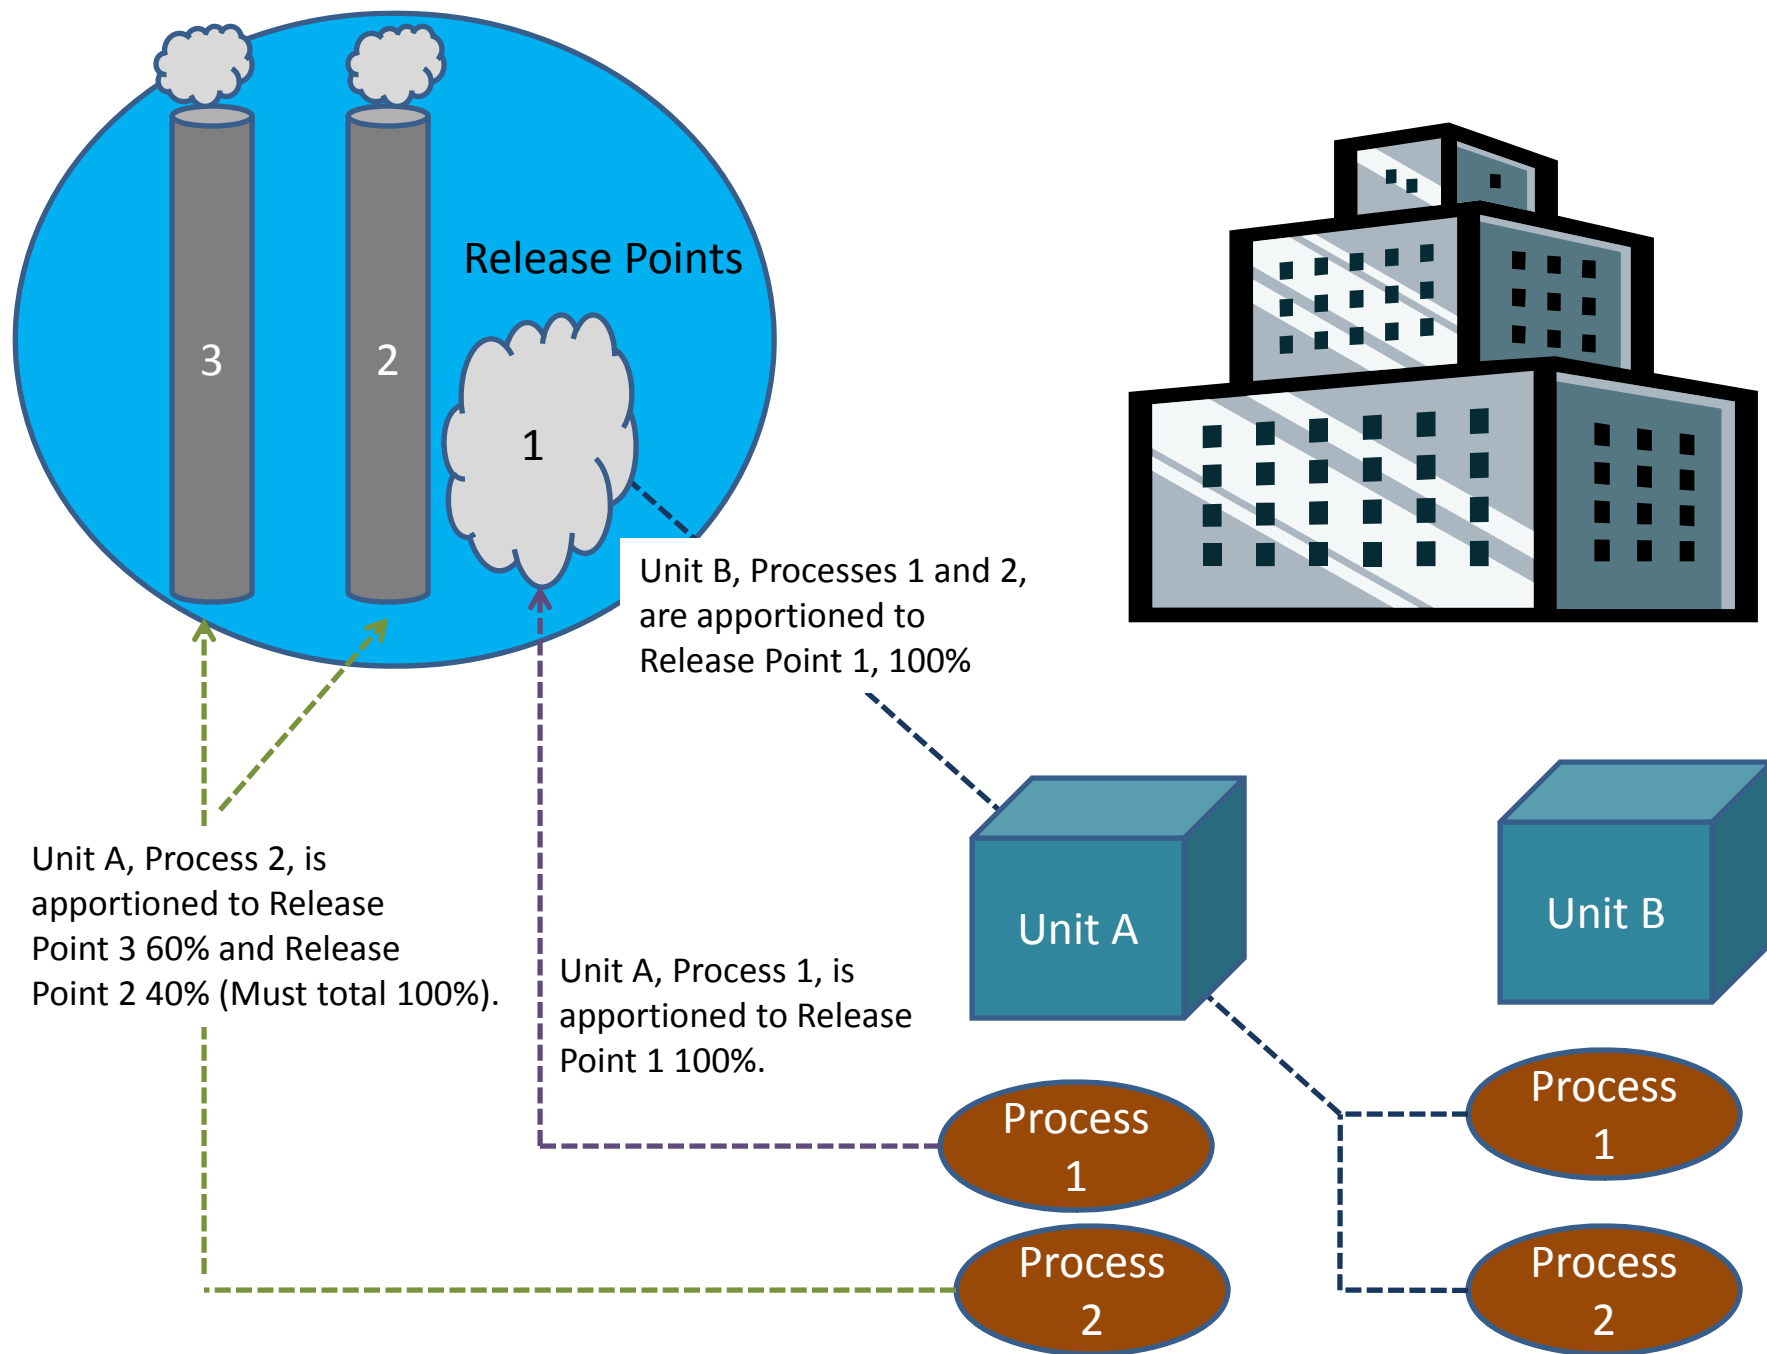 Release Points
3
2
1
Unit B, Processes 1 and 2,
are apportioned to
Release Point 1, 100%
Unit A, Process 2, is
apportioned to Release
Point 3 60% and Release
Point 2 40% (Must total 100%).
Unit A, Process 1, is
apportioned to Release
Point 1 100%.
Unit A
Unit B
Process
1
Process
2
Process
1
Process
2